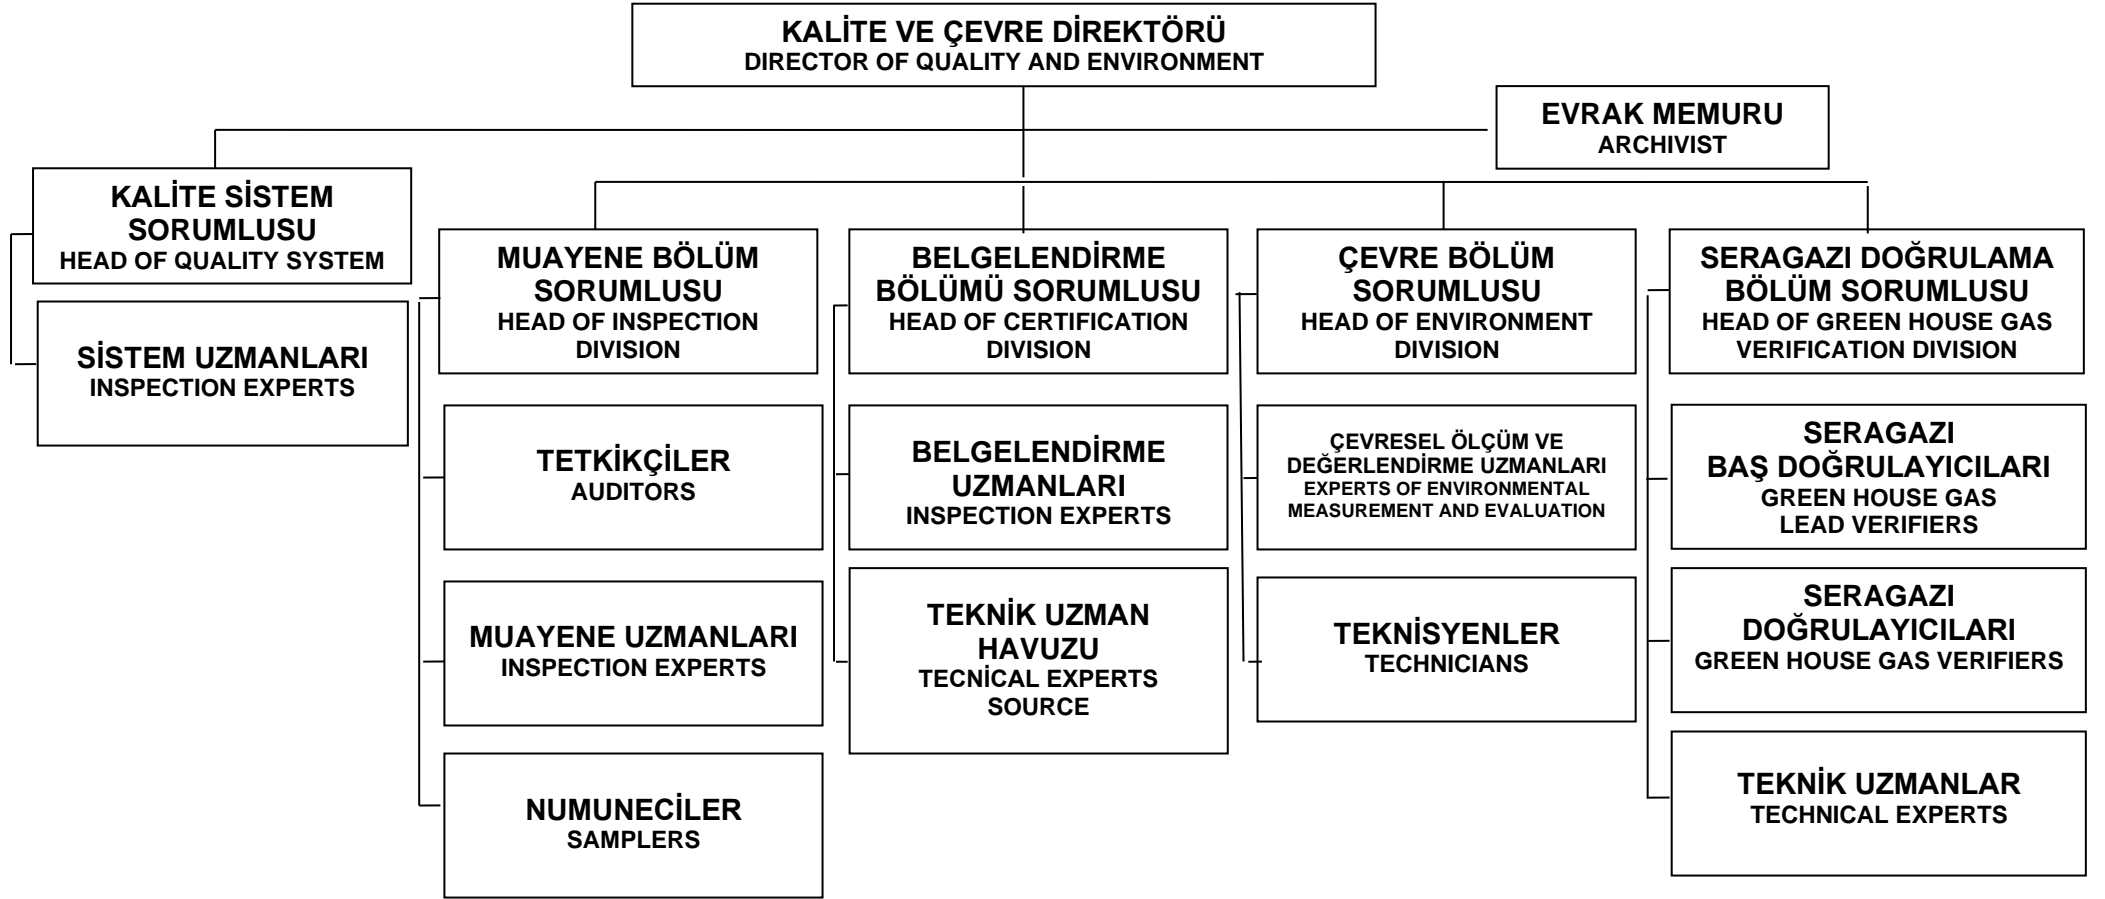 KALİTE VE ÇEVRE DİREKTÖRÜ
DIRECTOR OF QUALITY AND ENVIRONMENT
EVRAK MEMURU
ARCHIVIST
KALİTE SİSTEM
SORUMLUSU
HEAD OF QUALITY SYSTEM
SİSTEM UZMANLARI
INSPECTION EXPERTS
MUAYENE BÖLÜM
SORUMLUSU
HEAD OF INSPECTION
DIVISION
TETKİKÇİLER
AUDITORS
MUAYENE UZMANLARI
INSPECTION EXPERTS
NUMUNECİLER
SAMPLERS
BELGELENDİRME
BÖLÜMÜ SORUMLUSU
HEAD OF CERTIFICATION
DIVISION
BELGELENDİRME
UZMANLARI
INSPECTION EXPERTS
TEKNİK UZMAN
HAVUZU
TECNİCAL EXPERTS
SOURCE
ÇEVRE BÖLÜM
SORUMLUSU
HEAD OF ENVIRONMENT
DIVISION
ÇEVRESEL ÖLÇÜM VE
DEĞERLENDİRME UZMANLARI
EXPERTS OF ENVIRONMENTAL
MEASUREMENT AND EVALUATION
TEKNİSYENLER
TECHNICIANS
SERAGAZI DOĞRULAMA
BÖLÜM SORUMLUSU
HEAD OF GREEN HOUSE GAS
VERIFICATION DIVISION
SERAGAZI
BAŞ DOĞRULAYICILARI
GREEN HOUSE GAS
LEAD VERIFIERS
SERAGAZI
DOĞRULAYICILARI
GREEN HOUSE GAS VERIFIERS
TEKNİK UZMANLAR
TECHNICAL EXPERTS